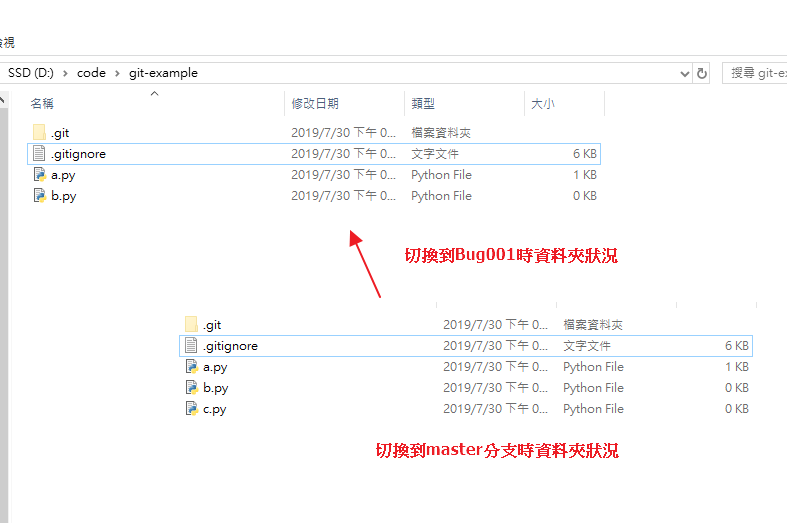 檢視
SSD (D:) > code > git-example
搜尋 git-e
名稱 修改日期 類型 大小
.git 2019/7/30 下午 0... 檔案資料夾
.gitignore 2019/7/30 下午 0... 文字文件 6 KB
a.py 2019/7/30 下午 0... Python File 1 KB
b.py 2019/7/30 下午 0... Python File 0 KB
切換到Bug001時資料夾狀況
.git 2019/7/30 下午 0... 檔案資料夾
.gitignore 2019/7/30 下午 0... 文字文件 6 KB
a.py 2019/7/30 下午 0... Python File 1 KB
b.py 2019/7/30 下午 0... Python File 0 KB
c.py 2019/7/30 下午 0... Python File 0 KB
切換到master分支時資料夾狀況